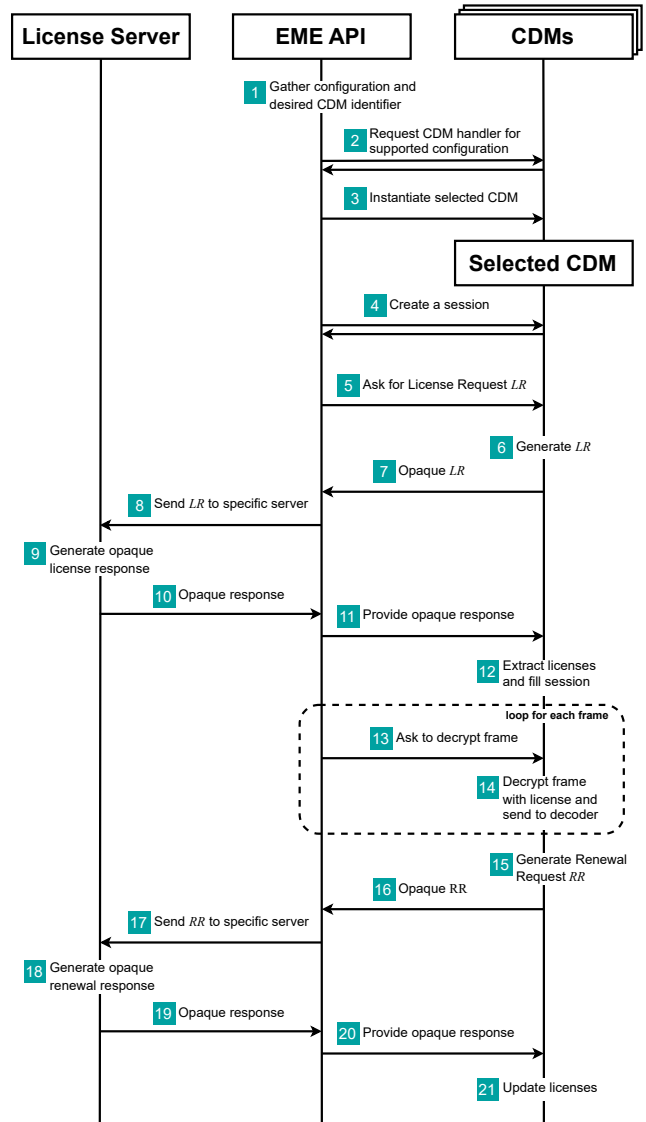 License Server
EME API
CDMs
1 Gather configuration and
desired CDM identifier
2 Request CDM handler for
supported configuration
3 Instantiate selected CDM
Selected CDM
4 Create a session
5 Ask for License Request LR
6 Generate LR
7 Opaque LR
8 Send LR to specific server
9 Generate opaque
license response
10 Opaque response
11 Provide opaque response
12 Extract licenses
and fill session
loop for each frame
13 Ask to decrypt frame
14 Decrypt frame
with license and
send to decoder
15 Generate Renewal
Request RR
16 Opaque RR
17 Send RR to specific server
18 Generate opaque
renewal response
19 Opaque response
20 Provide opaque response
21 Update licenses